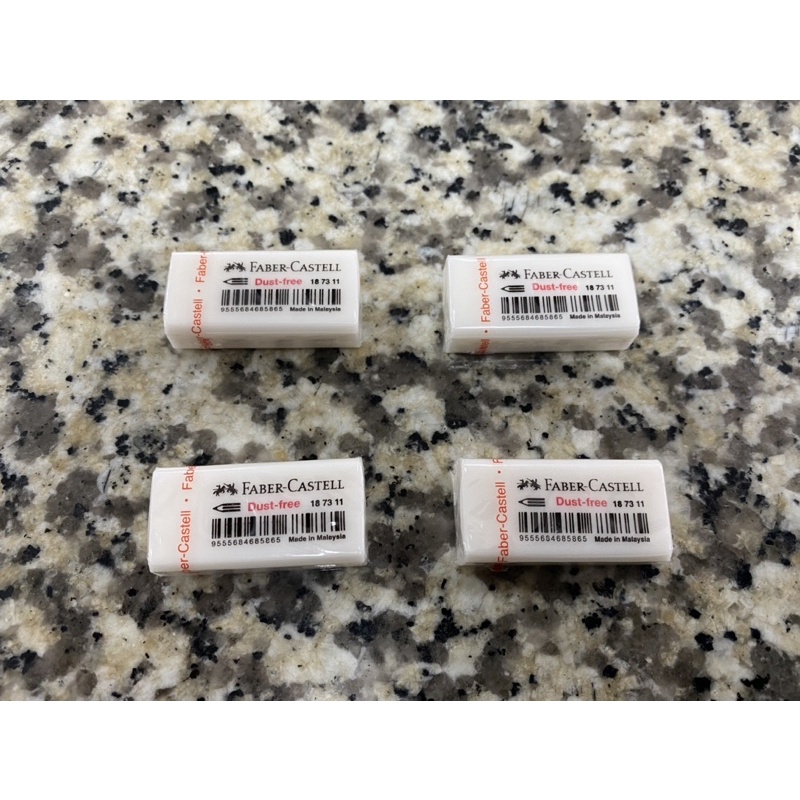 FABER-CASTELL
Dust-free 18 73 11
9555684685865 Made in Malaysia
Castell • Faber-
FABER-CASTELL
Dust-free 18 73 11
9555684685865 Made in Malaysia
Faber-Castell
FABER-CASTELL
Dust-free 18 73 11
9555684685865 Made in Malaysia
er-Castell • Fab
FABER-CASTELL
Dust-free 18 73 11
9555684685865 Made in Malaysia
Faber-Castell •